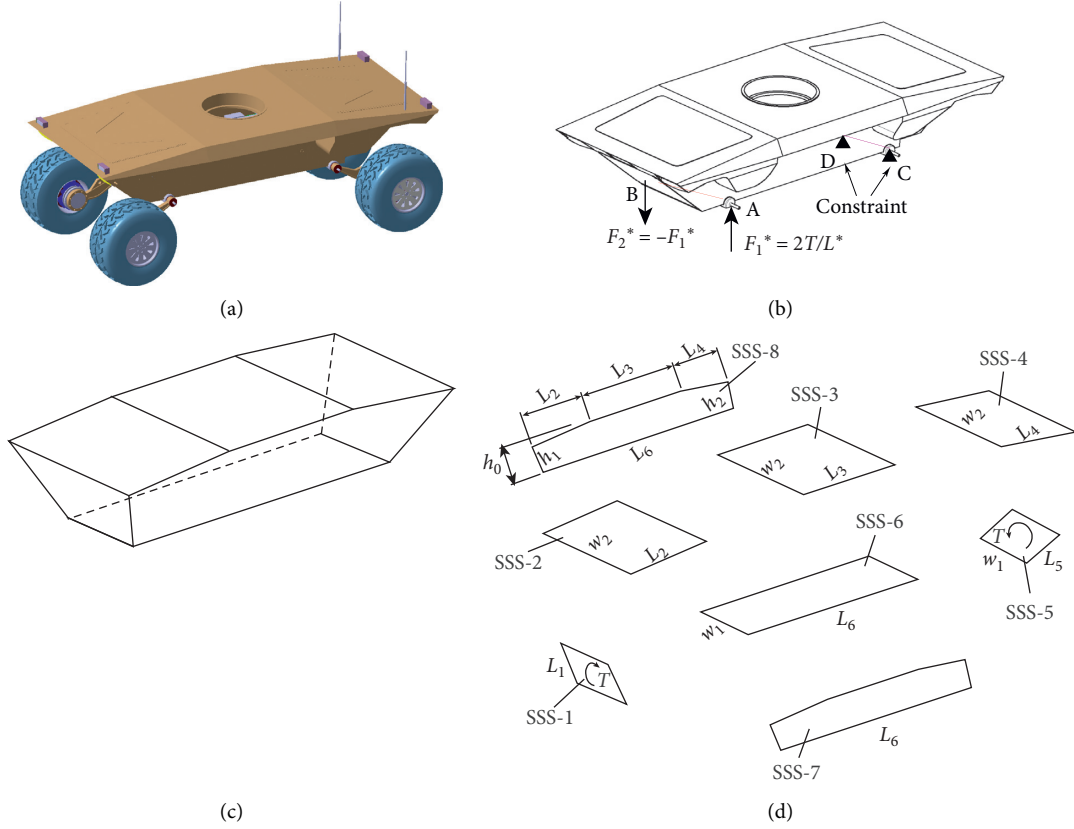 (a)
B
A
D
C
Constraint
F₂* = −F₁*
F₁* = 2T/L*
(b)
(c)
L₂
L₃
L₄
SSS-8
h₀
h₁
h₂
L₆
SSS-3
w₂
L₃
SSS-4
w₂
L₄
SSS-2
w₂
L₂
SSS-6
w₁
L₆
T
w₁
L₅
SSS-5
L₁
T
SSS-1
L₆
SSS-7
(d)